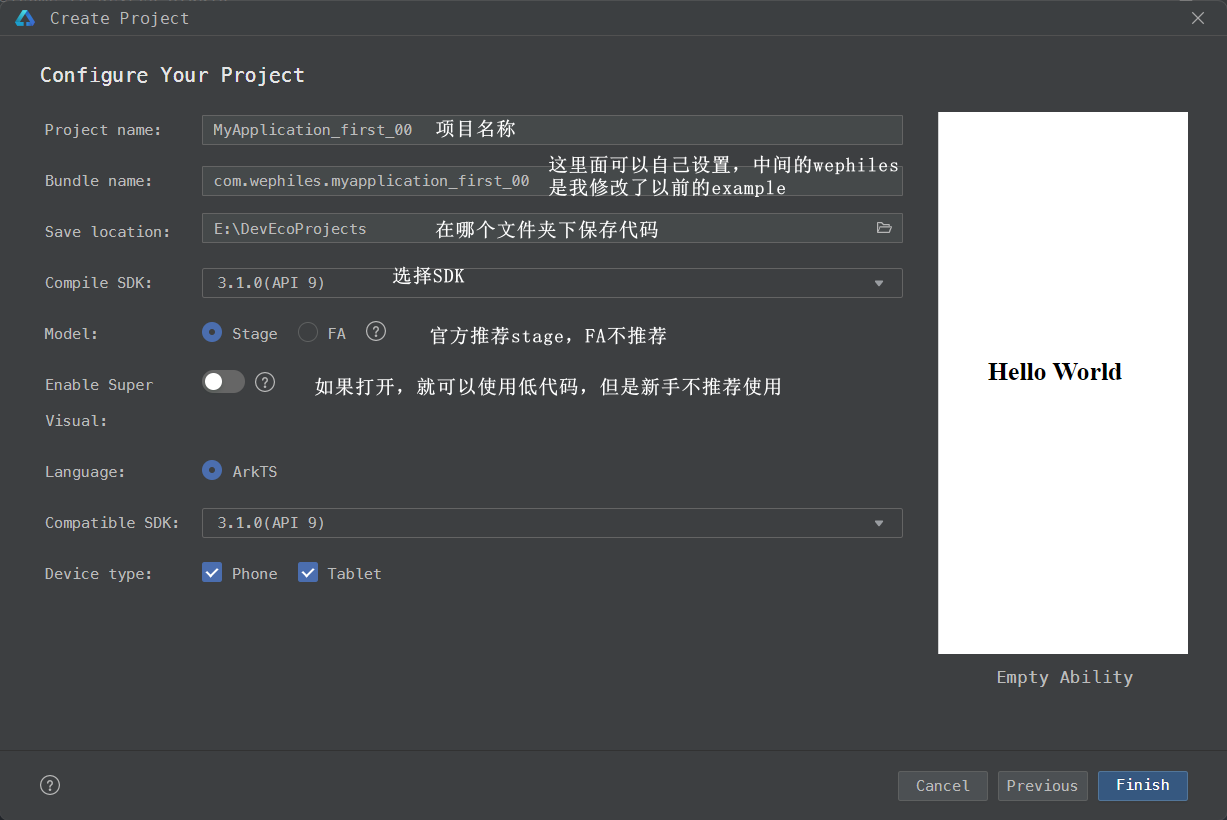 Create Project
Configure Your Project
Project name: MyApplication_first_00 项目名称
这里面可以自己设置，中间的wephiles
Bundle name: com.wephiles.myapplication_first_00 是我修改了以前的example
Save location: E:\DevEcoProjects 在哪个文件夹下保存代码
Compile SDK: 3.1.0(API 9) 选择SDK
Model: Stage FA ? 官方推荐stage，FA不推荐
Enable Super ? 如果打开，就可以使用低代码，但是新手不推荐使用
Visual:
Language: ArkTS
Compatible SDK: 3.1.0(API 9)
Device type: Phone Tablet
Hello World
Empty Ability
? Cancel Previous Finish